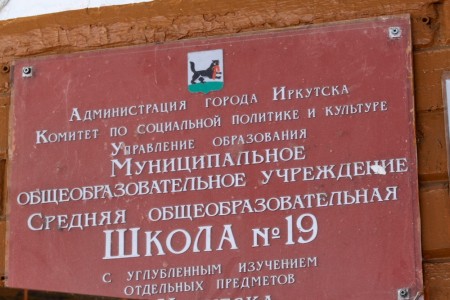 Администрация города Иркутска
Комитет по социальной политике и культуре
Управление образования
Муниципальное
общеобразовательное учреждение
Средняя общеобразовательная
Школа №19
с углубленным изучением
отдельных предметов